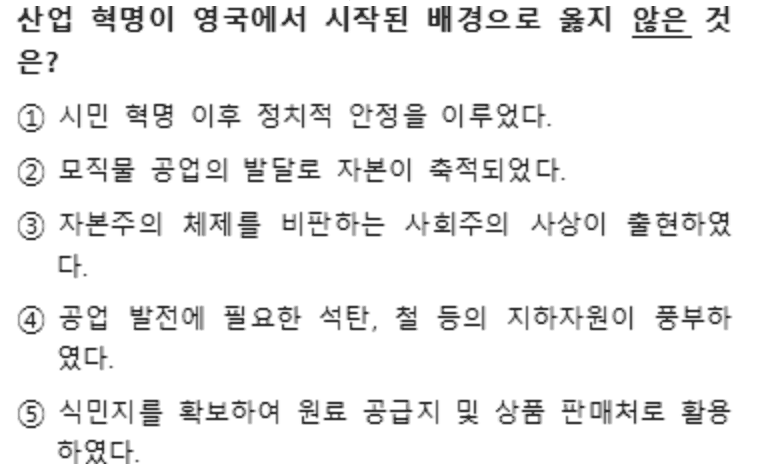 산업 혁명이 영국에서 시작된 배경으로 옳지 않은 것
은?
① 시민 혁명 이후 정치적 안정을 이루었다.
② 모직물 공업의 발달로 자본이 축적되었다.
③ 자본주의 체제를 비판하는 사회주의 사상이 출현하였
다.
④ 공업 발전에 필요한 석탄, 철 등의 지하자원이 풍부하
였다.
⑤ 식민지를 확보하여 원료 공급지 및 상품 판매처로 활용
하였다.